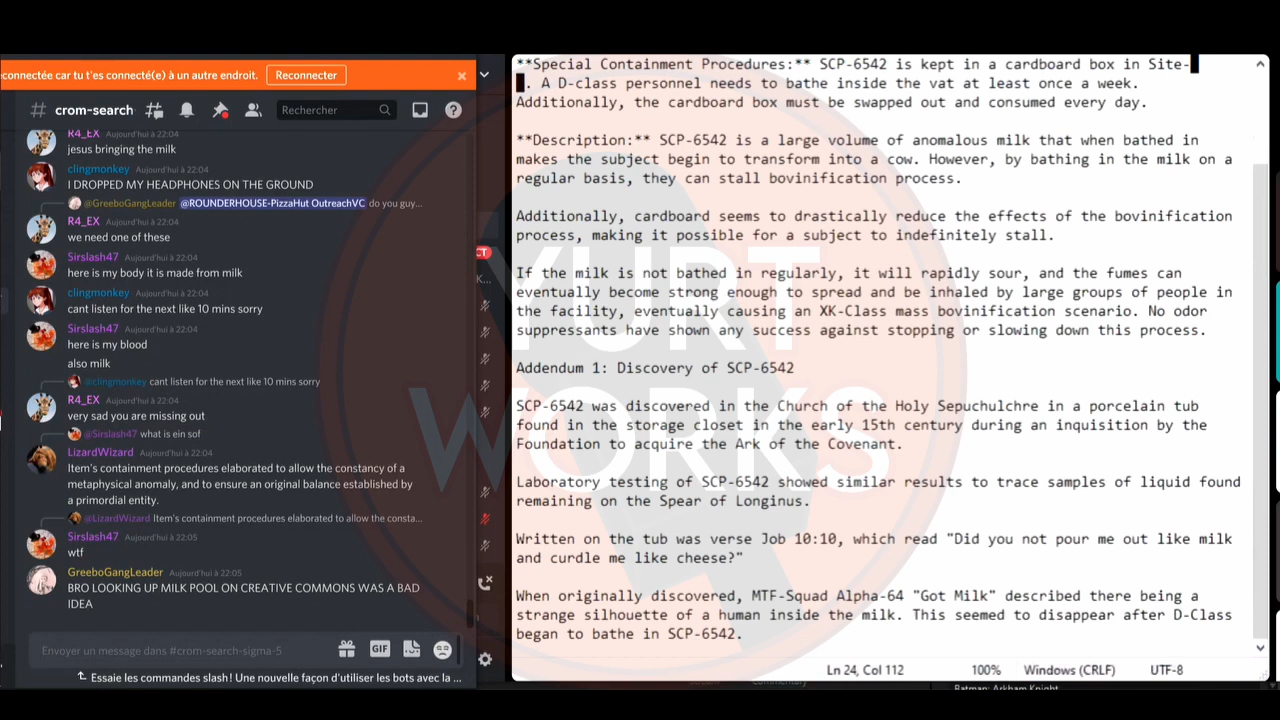 connectée car tu t'es connecté(e) à un autre endroit.
Reconnecter
crom-search
Rechercher
R4_EX Aujourd'hui à 22:04
jesus bringing the milk
clingmonkey Aujourd'hui à 22:04
I DROPPED MY HEADPHONES ON THE GROUND
@GreeboGangLeader @ROUNDERHOUSE-PizzaHut OutreachVC do you guy...
R4_EX Aujourd'hui à 22:04
we need one of these
Sirslash47 Aujourd'hui à 22:04
here is my body it is made from milk
clingmonkey Aujourd'hui à 22:04
cant listen for the next like 10 mins sorry
Sirslash47 Aujourd'hui à 22:04
here is my blood
also milk
@clingmonkey cant listen for the next like 10 mins sorry
R4_EX Aujourd'hui à 22:04
very sad you are missing out
@Sirslash47 what is ein sof
LizardWizard Aujourd'hui à 22:04
Item's containment procedures elaborated to allow the constancy of a
metaphysical anomaly, and to ensure an original balance established by
a primordial entity.
@LizardWizard Item's containment procedures elaborated to allow the consta...
Sirslash47 Aujourd'hui à 22:05
wtf
GreeboGangLeader Aujourd'hui à 22:05
BRO LOOKING UP MILK POOL ON CREATIVE COMMONS WAS A BAD
IDEA
Envoyer un message dans #crom-search-sigma-5
GIF
Essaie les commandes slash! Une nouvelle façon d'utiliser les bots avec la ...
CT
K...
YURT
WORKS
**Special Containment Procedures:** SCP-6542 is kept in a cardboard box in Site-█
█. A D-class personnel needs to bathe inside the vat at least once a week.
Additionally, the cardboard box must be swapped out and consumed every day.
**Description:** SCP-6542 is a large volume of anomalous milk that when bathed in
makes the subject begin to transform into a cow. However, by bathing in the milk on a
regular basis, they can stall bovinification process.
Additionally, cardboard seems to drastically reduce the effects of the bovinification
process, making it possible for a subject to indefinitely stall.
If the milk is not bathed in regularly, it will rapidly sour, and the fumes can
eventually become strong enough to spread and be inhaled by large groups of people in
the facility, eventually causing an XK-Class mass bovinification scenario. No odor
suppressants have shown any success against stopping or slowing down this process.
Addendum 1: Discovery of SCP-6542
SCP-6542 was discovered in the Church of the Holy Sepuchulchre in a porcelain tub
found in the storage closet in the early 15th century during an inquisition by the
Foundation to acquire the Ark of the Covenant.
Laboratory testing of SCP-6542 showed similar results to trace samples of liquid found
remaining on the Spear of Longinus.
Written on the tub was verse Job 10:10, which read "Did you not pour me out like milk
and curdle me like cheese?"
When originally discovered, MTF-Squad Alpha-64 "Got Milk" described there being a
strange silhouette of a human inside the milk. This seemed to disappear after D-Class
began to bathe in SCP-6542.
Ln 24, Col 112 100% Windows (CRLF) UTF-8
Batman: Arkham Knight